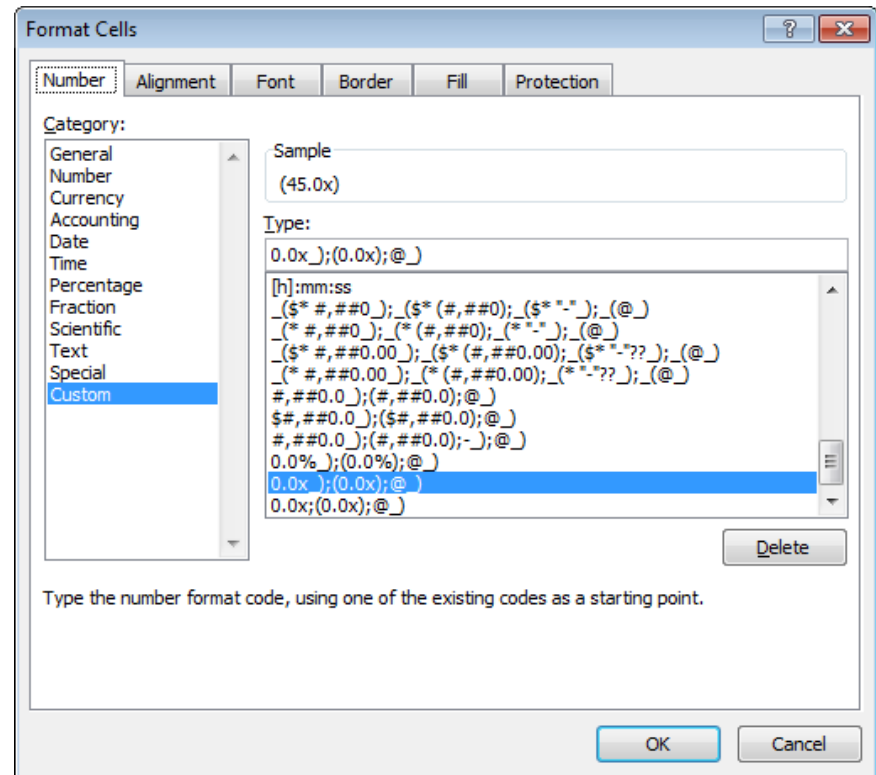 Format Cells
Number Alignment Font Border Fill Protection
Category:
General
Number
Currency
Accounting
Date
Time
Percentage
Fraction
Scientific
Text
Special
Custom
Sample
(45.0x)
Type:
0.0x_);(0.0x);@_)
[h]:mm:ss
_($* #,##0_);_($* (#,##0);_($* "-"_);_(@_)
_(* #,##0_);_(* (#,##0);_(* "-"_);_(@_)
_($* #,##0.00_);_($* (#,##0.00);_($* "-"??_);_(@_)
_(* #,##0.00_);_(* (#,##0.00);_(* "-"??_);_(@_)
#,##0.0_);(#,##0.0);@_)
$#,##0.0_);($#,##0.0);@_)
#,##0.0_);(#,##0.0);-_);@_)
0.0%_);(0.0%);@_)
0.0x_);(0.0x);@_)
0.0x;(0.0x);@_)
Delete
Type the number format code, using one of the existing codes as a starting point.
OK Cancel